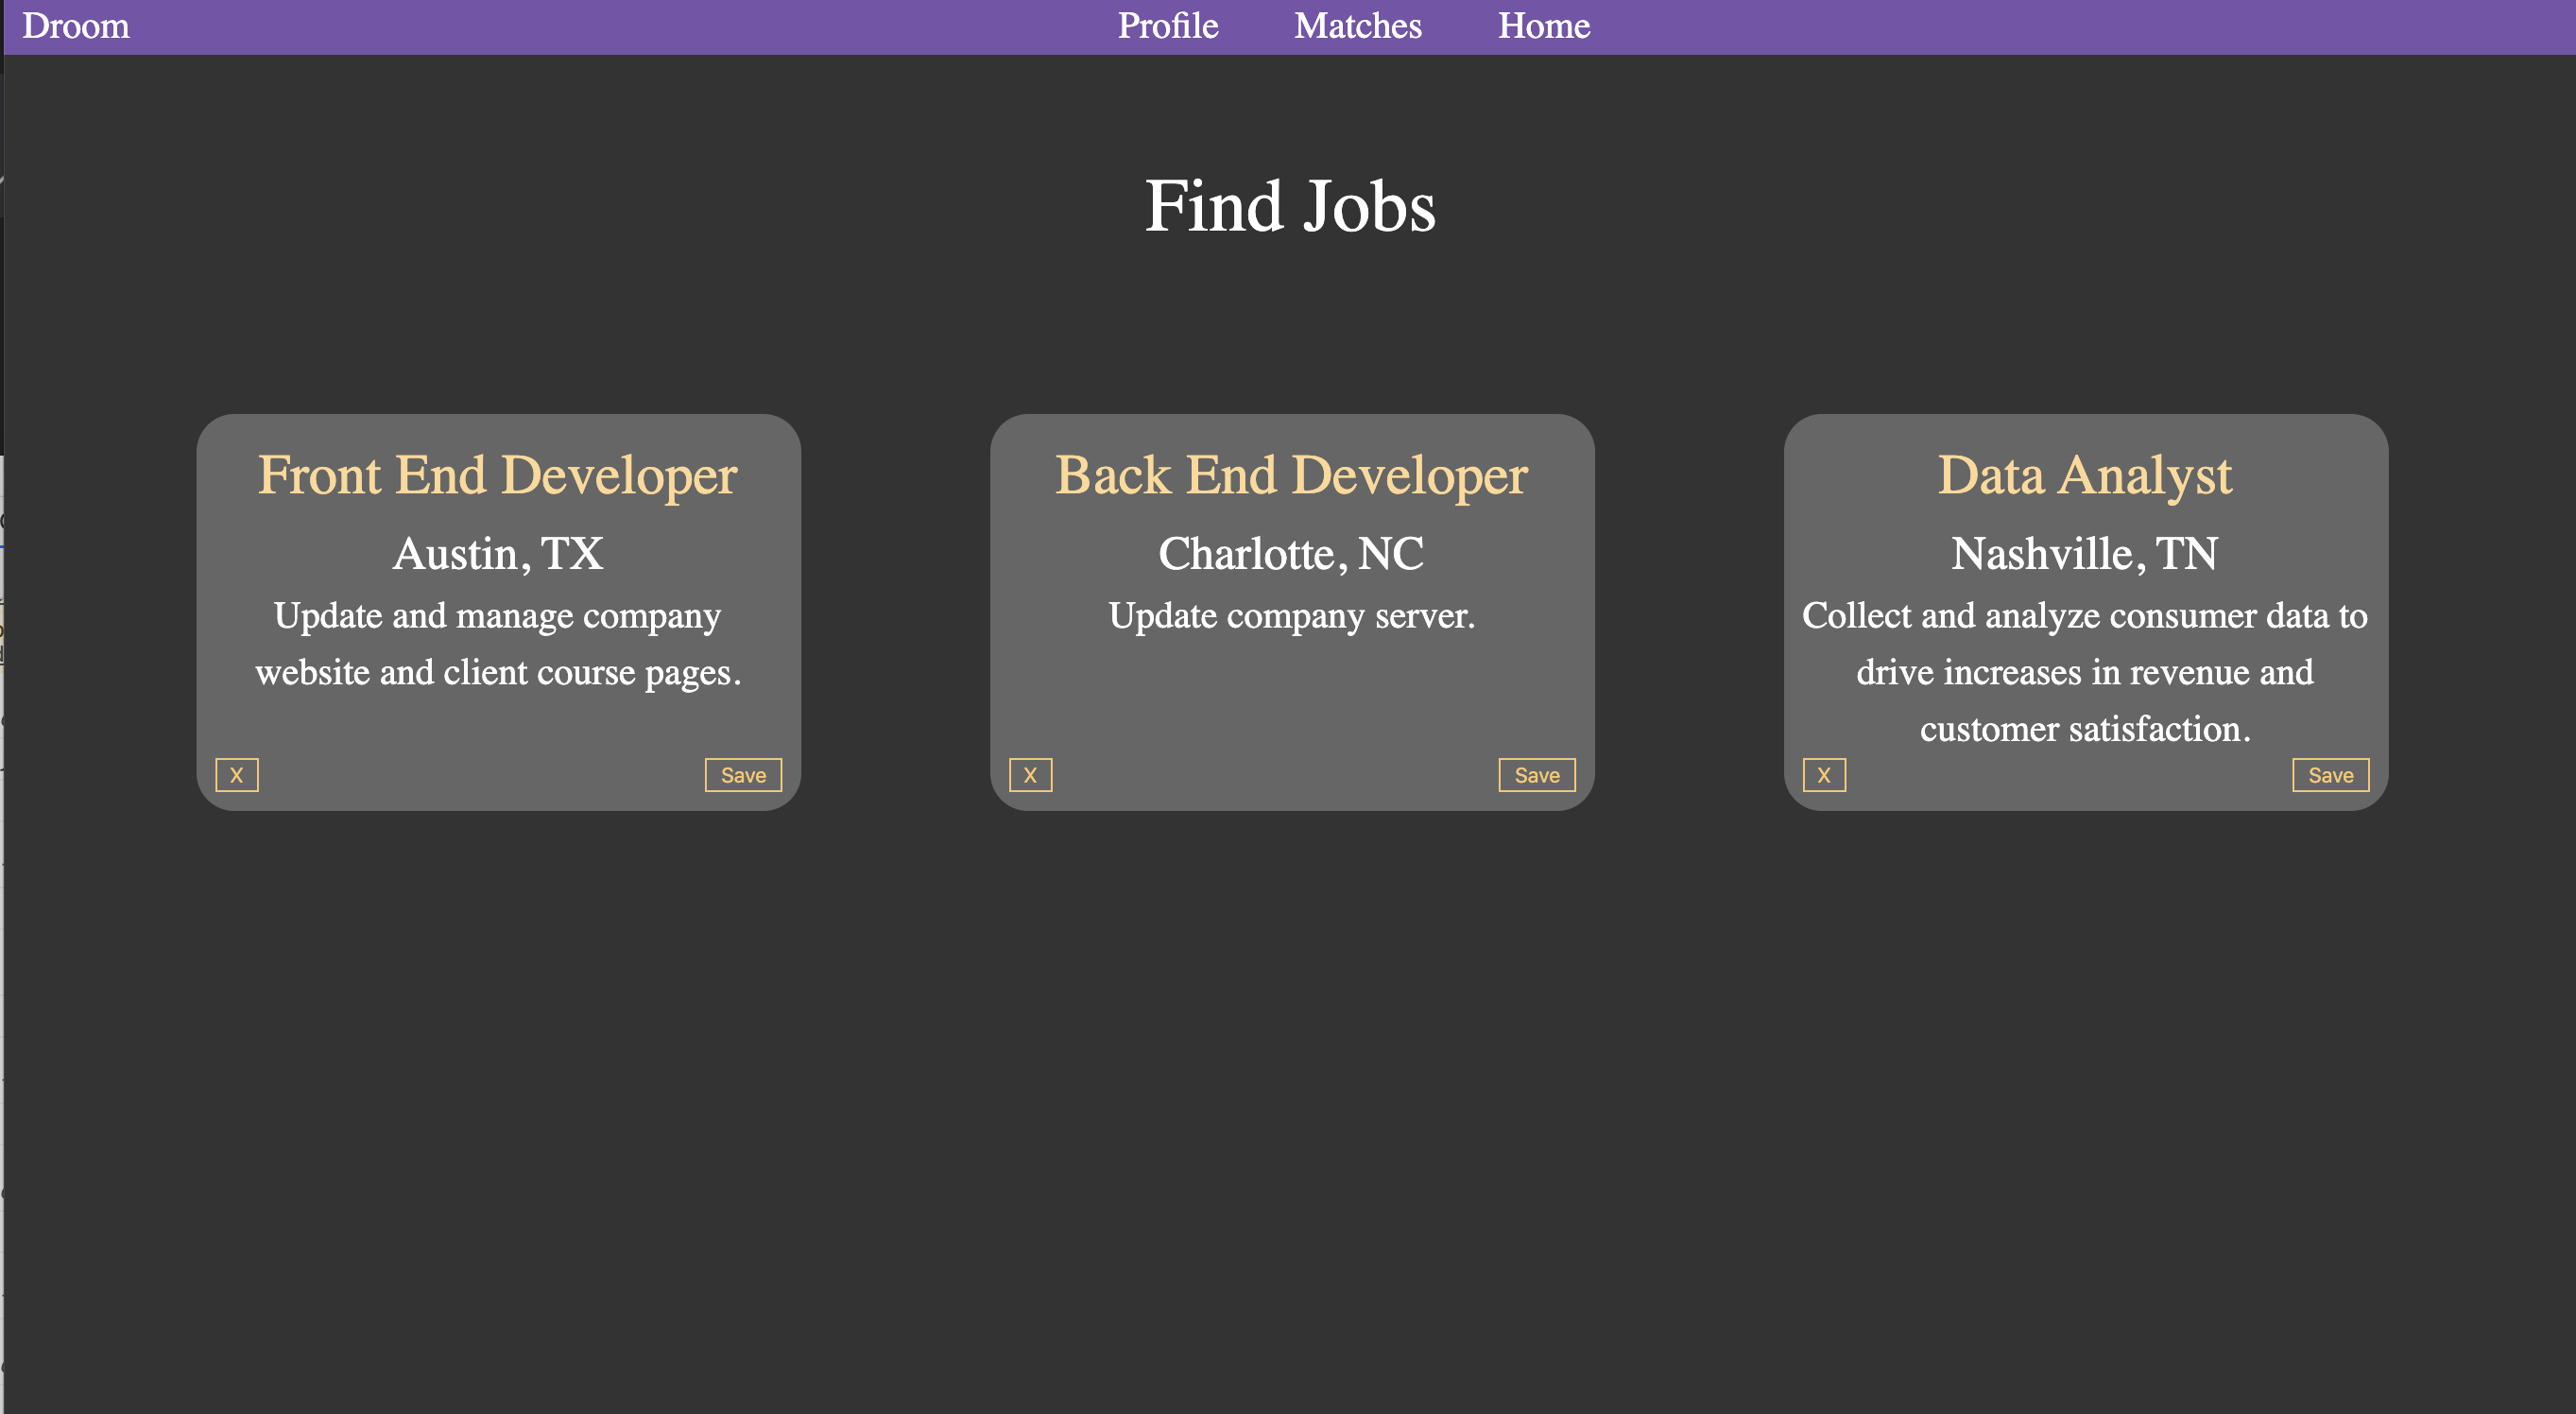 Droom
Profile Matches Home
Find Jobs
Front End Developer
Austin, TX
Update and manage company
website and client course pages.
X Save
Back End Developer
Charlotte, NC
Update company server.
X Save
Data Analyst
Nashville, TN
Collect and analyze consumer data to
drive increases in revenue and
customer satisfaction.
X Save